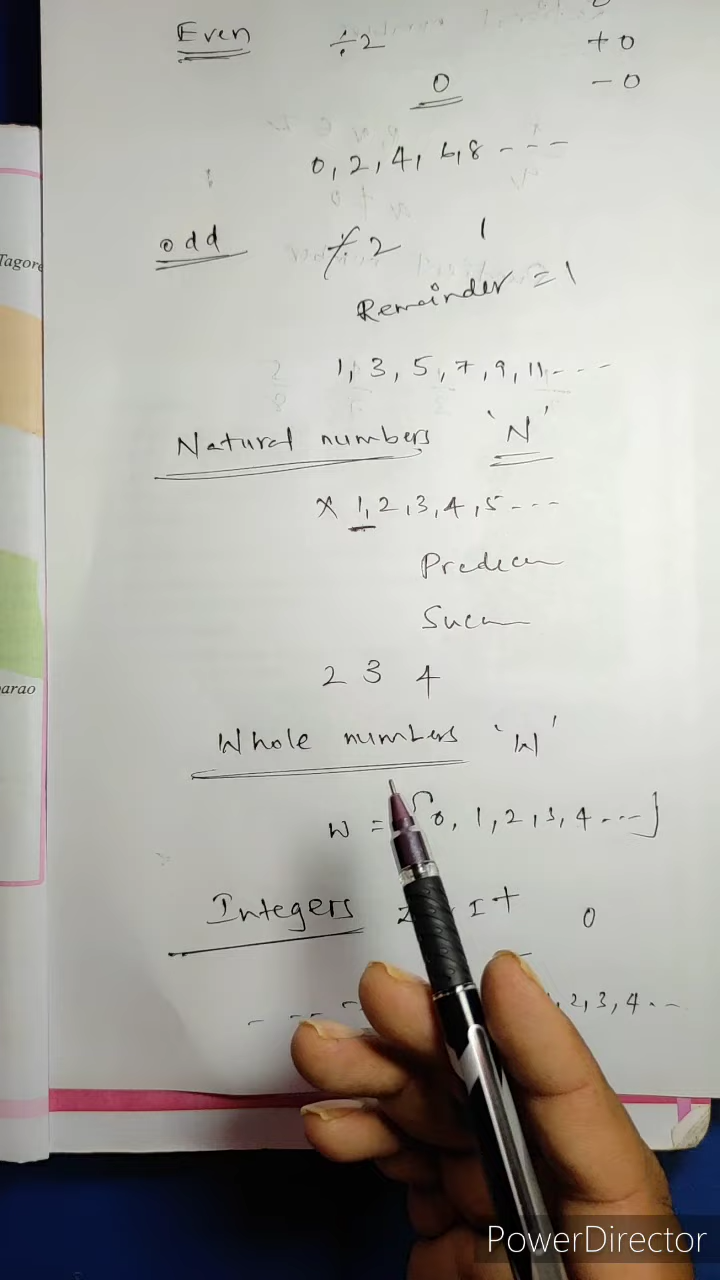 Even ÷2 +0
0 -0
0, 2, 4, 6, 8 - - -
odd ÷2 1
Remainder = 1
1, 3, 5, 7, 9, 11 - - -
Tagore
Natural numbers 'N'
× 1, 2, 3, 4, 5 - - -
2 3 4
arao
Whole numbers 'W'
W = 0, 1, 2, 3, 4 - - - }
Integers I+ 0
- - - 2, 3, 4 - -
PowerDirector